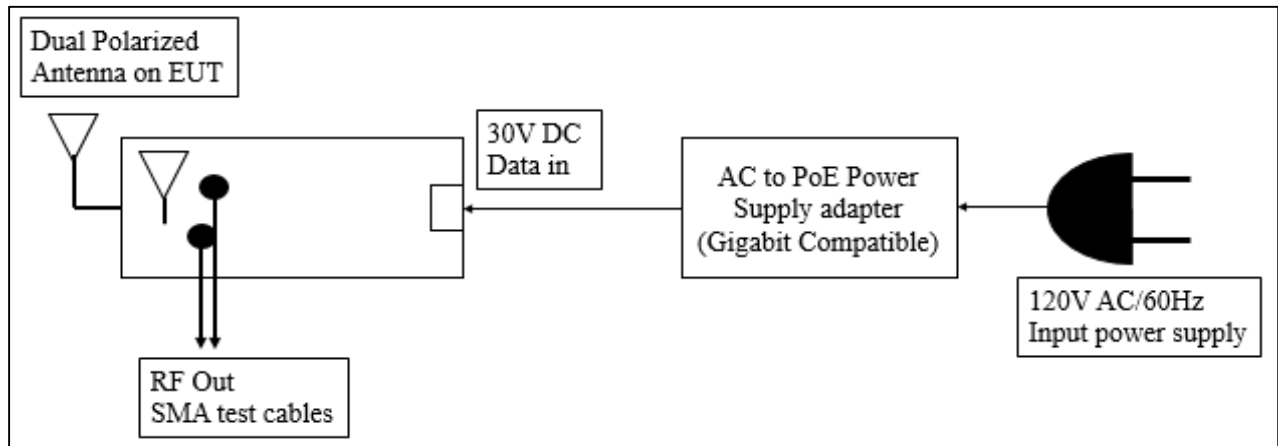 Dual Polarized
Antenna on EUT
30V DC
Data in
AC to PoE Power
Supply adapter
(Gigabit Compatible)
120V AC/60Hz
Input power supply
RF Out
SMA test cables